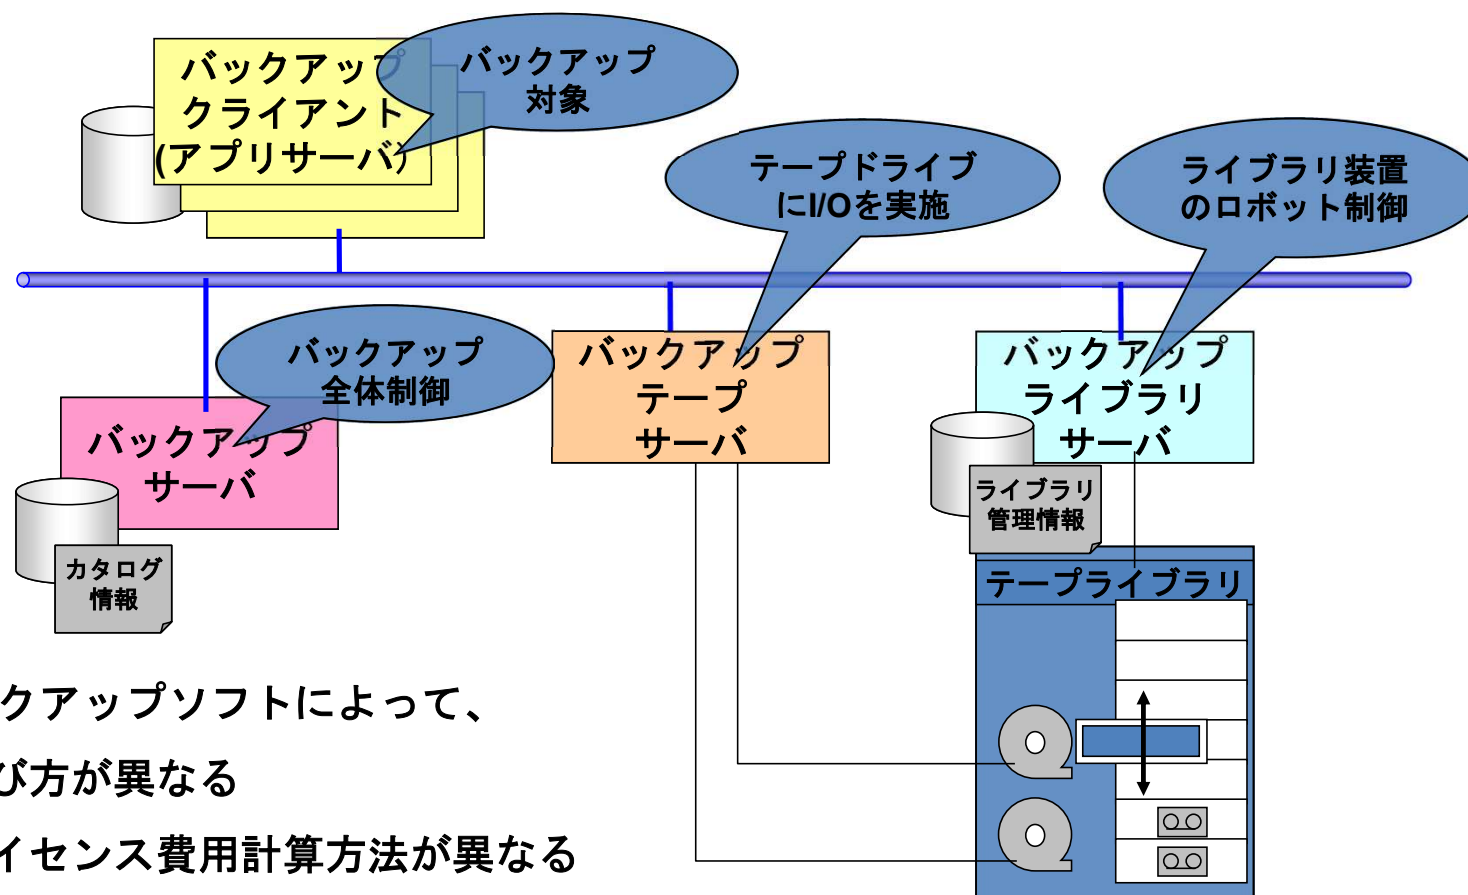 バックアップ
クライアント
(アプリサーバ)
バックアップ
対象
テープドライブ
にI/Oを実施
ライブラリ装置
のロボット制御
バックアップ
全体制御
バックアップ
サーバ
カタログ
情報
バックアップ
テープ
サーバ
バックアップ
ライブラリ
サーバ
ライブラリ
管理情報
テープライブラリ
クアップソフトによって、
び方が異なる
イセンス費用計算方法が異なる